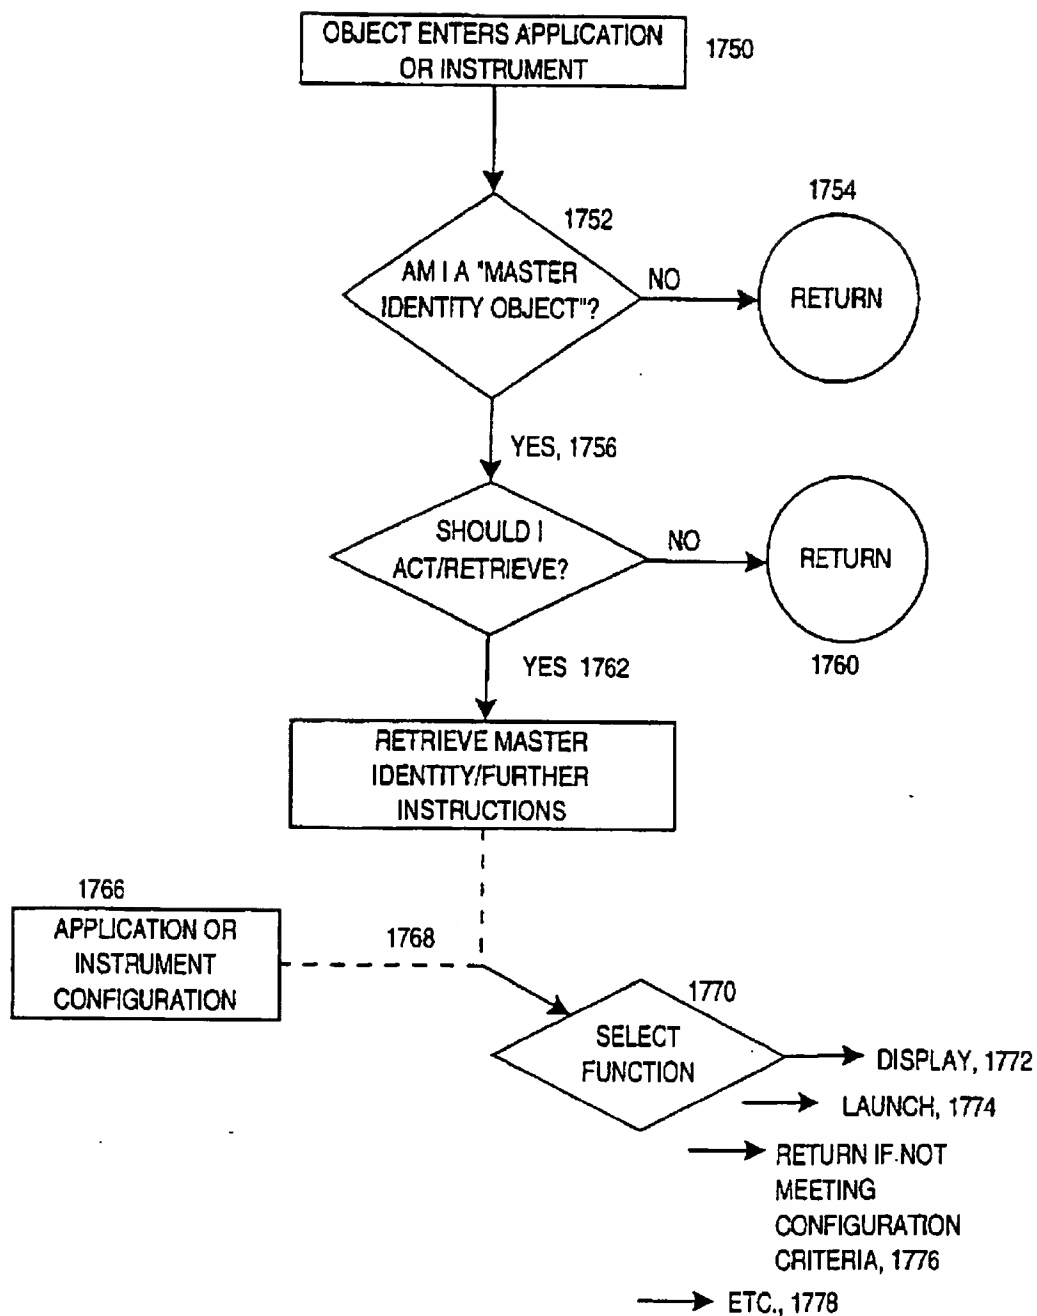 OBJECT ENTERS APPLICATION
OR INSTRUMENT
1750
1752
AM I A "MASTER
IDENTITY OBJECT"?
NO
1754
RETURN
YES, 1756
SHOULD I
ACT/RETRIEVE?
NO
RETURN
1760
YES 1762
RETRIEVE MASTER
IDENTITY/FURTHER
INSTRUCTIONS
1766
APPLICATION OR
INSTRUMENT
CONFIGURATION
1768
1770
SELECT
FUNCTION
DISPLAY, 1772
LAUNCH, 1774
RETURN IF NOT
MEETING
CONFIGURATION
CRITERIA, 1776
ETC., 1778